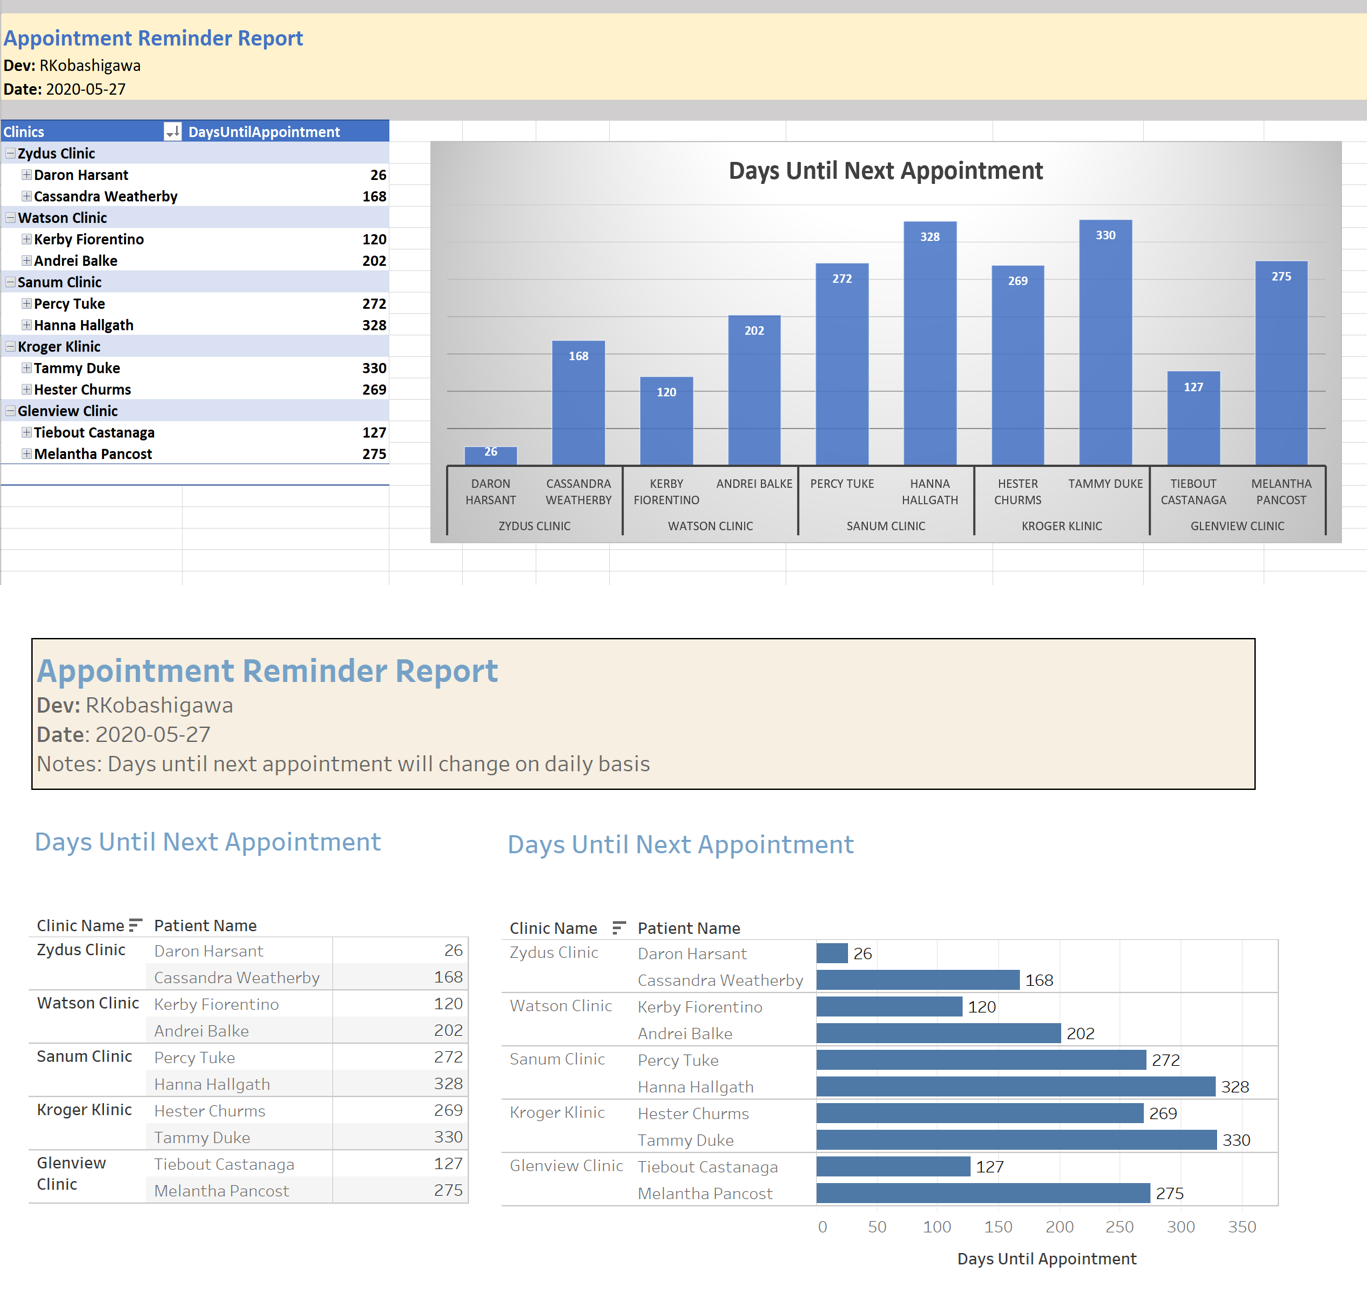 Appointment Reminder Report
Dev: RKobashigawa
Date: 2020-05-27
Clinics DaysUntilAppointment
Zydus Clinic
Daron Harsant 26
Cassandra Weatherby 168
Watson Clinic
Kerby Fiorentino 120
Andrei Balke 202
Sanum Clinic
Percy Tuke 272
Hanna Hallgath 328
Kroger Klinic
Tammy Duke 330
Hester Churms 269
Glenview Clinic
Tiebout Castanaga 127
Melantha Pancost 275
Days Until Next Appointment
26 168 120 202 272 328 269 330 127 275
DARON CASSANDRA KERBY ANDREI BALKE PERCY TUKE HANNA HESTER TAMMY DUKE TIEBOUT MELANTHA
HARSANT WEATHERBY FIORENTINO HALLGATH CHURMS CASTANAGA PANCOST
ZYDUS CLINIC WATSON CLINIC SANUM CLINIC KROGER KLINIC GLENVIEW CLINIC
Appointment Reminder Report
Dev: RKobashigawa
Date: 2020-05-27
Notes: Days until next appointment will change on daily basis
Days Until Next Appointment
Clinic Name Patient Name
Zydus Clinic Daron Harsant 26
Cassandra Weatherby 168
Watson Clinic Kerby Fiorentino 120
Andrei Balke 202
Sanum Clinic Percy Tuke 272
Hanna Hallgath 328
Kroger Klinic Hester Churms 269
Tammy Duke 330
Glenview Tiebout Castanaga 127
Clinic Melantha Pancost 275
Days Until Next Appointment
Clinic Name Patient Name
Zydus Clinic Daron Harsant 26
Cassandra Weatherby 168
Watson Clinic Kerby Fiorentino 120
Andrei Balke 202
Sanum Clinic Percy Tuke 272
Hanna Hallgath 328
Kroger Klinic Hester Churms 269
Tammy Duke 330
Glenview Clinic Tiebout Castanaga 127
Melantha Pancost 275
0 50 100 150 200 250 300 350
Days Until Appointment